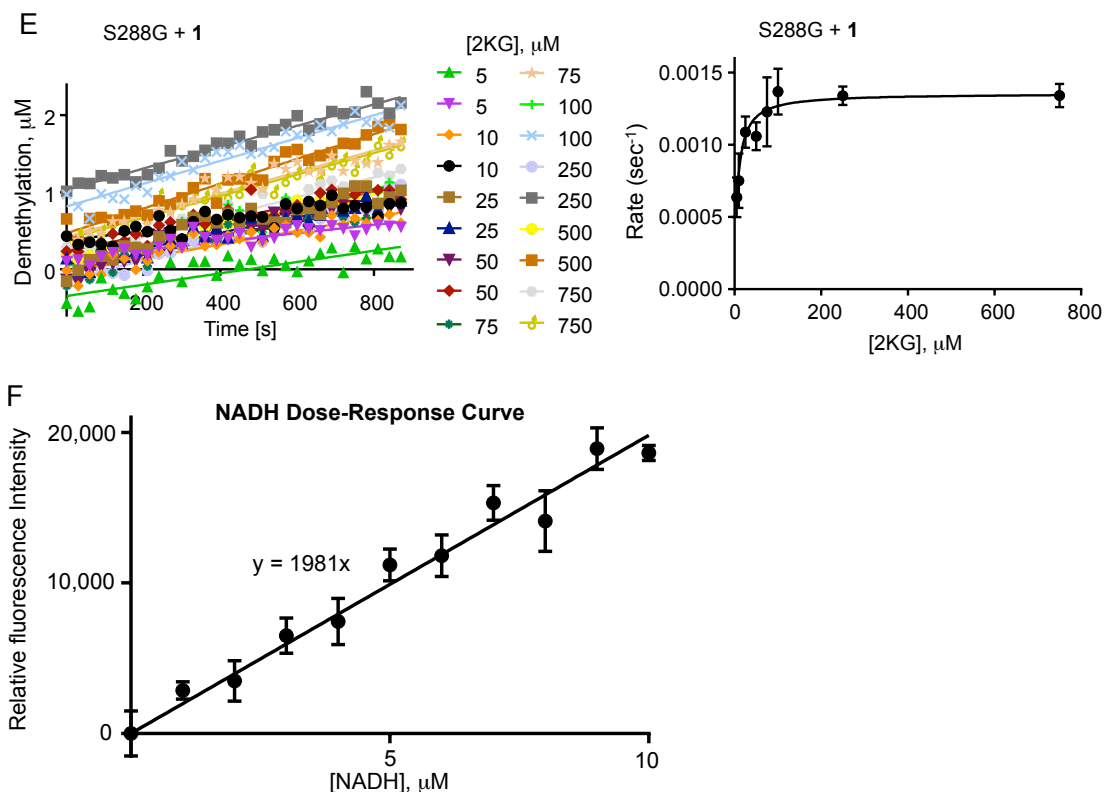 E
S288G + 1
Demethylation, μM
2
1
0
200
400
600
800
Time [s]
[2KG], μM
5 75
5 100
10 100
10 250
25 250
25 500
50 500
50 750
75 750
S288G + 1
Rate (sec⁻¹)
0.0015
0.0010
0.0005
0.0000
0 200 400 600 800
[2KG], μM
F
NADH Dose-Response Curve
Relative fluorescence Intensity
20,000
10,000
0
y = 1981x
5 10
[NADH], μM